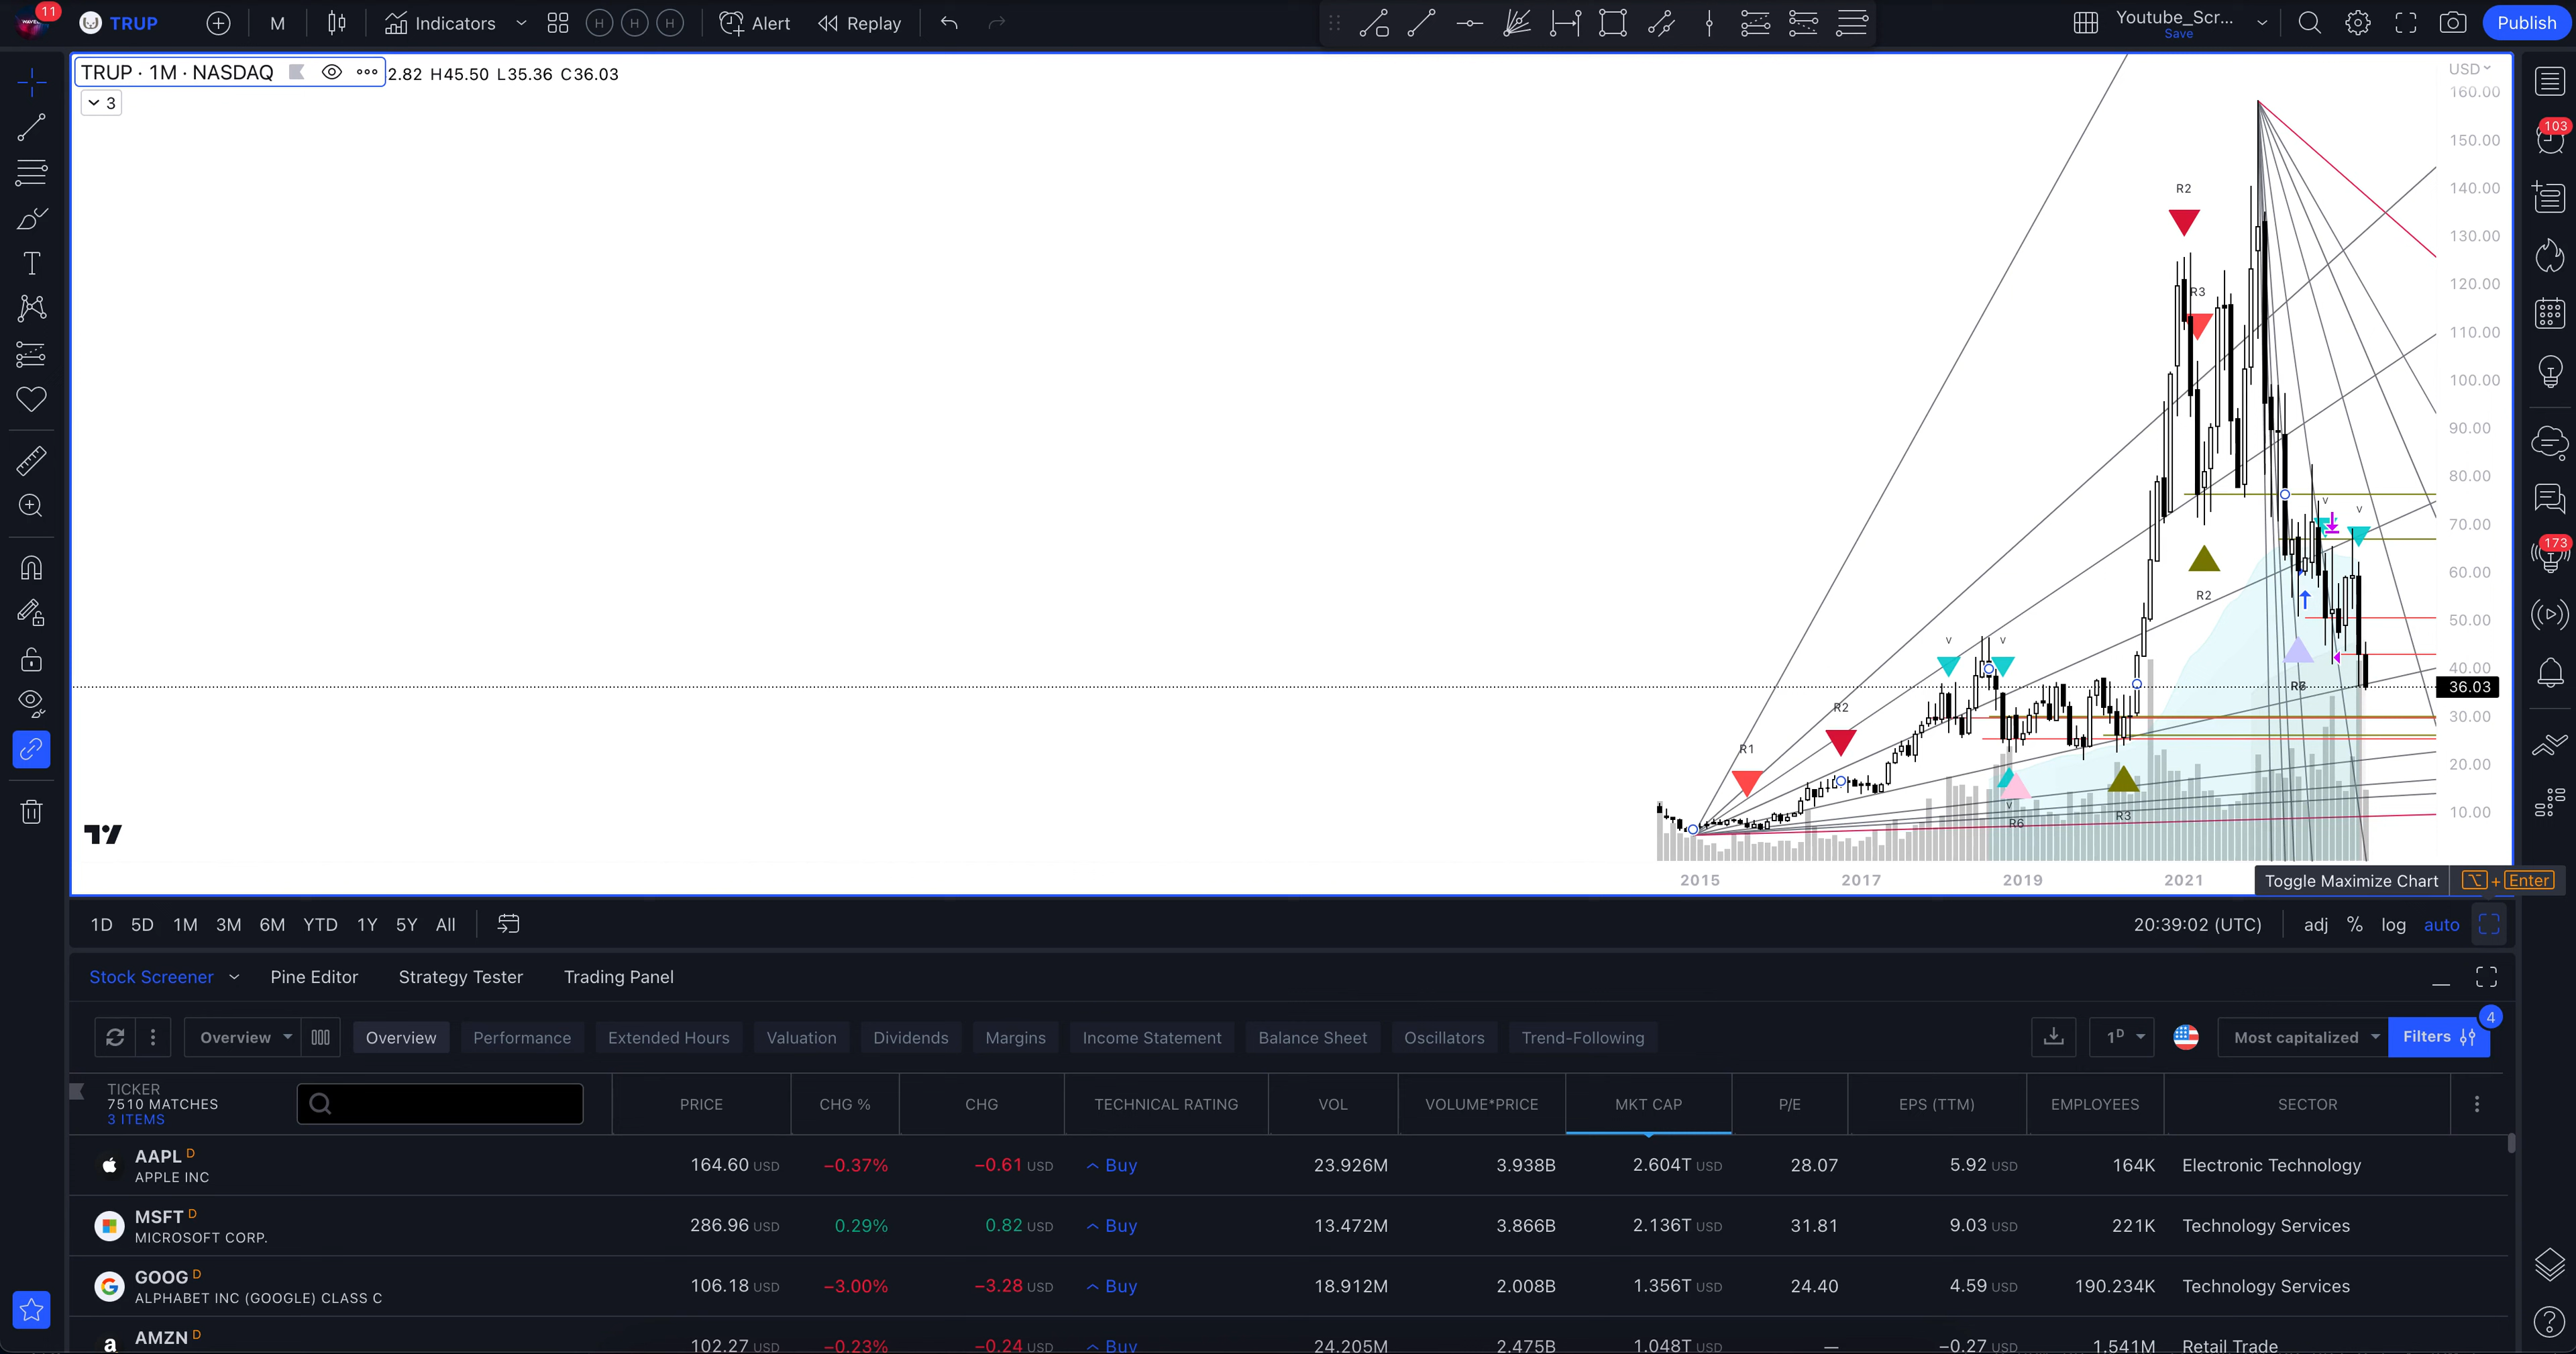 11
TRUP
M
Indicators
H
H
H
Alert
Replay
Youtube_Scr...
Save
Publish
TRUP · 1M · NASDAQ
2.82 H45.50 L35.36 C36.03
3
USD
160.00
150.00
140.00
130.00
120.00
110.00
100.00
90.00
80.00
70.00
60.00
50.00
40.00
36.03
30.00
20.00
10.00
R2
R3
R2
V
V
V
V
R2
R1
V
R6
R3
103
173
2015
2017
2019
2021
Toggle Maximize Chart
+ Enter
1D 5D 1M 3M 6M YTD 1Y 5Y All
20:39:02 (UTC)
adj % log auto
Stock Screener
Pine Editor
Strategy Tester
Trading Panel
Overview
Overview
Performance
Extended Hours
Valuation
Dividends
Margins
Income Statement
Balance Sheet
Oscillators
Trend-Following
1D
Most capitalized
Filters
4
TICKER
7510 MATCHES
3 ITEMS
PRICE CHG % CHG TECHNICAL RATING VOL VOLUME*PRICE MKT CAP P/E EPS (TTM) EMPLOYEES SECTOR
AAPL D
APPLE INC
164.60 USD −0.37% −0.61 USD Buy 23.926M 3.938B 2.604T USD 28.07 5.92 USD 164K Electronic Technology
MSFT D
MICROSOFT CORP.
286.96 USD 0.29% 0.82 USD Buy 13.472M 3.866B 2.136T USD 31.81 9.03 USD 221K Technology Services
GOOG D
ALPHABET INC (GOOGLE) CLASS C
106.18 USD −3.00% −3.28 USD Buy 18.912M 2.008B 1.356T USD 24.40 4.59 USD 190.234K Technology Services
AMZN D
102.27 USD −0.23% −0.24 USD Buy 24.205M 2.475B 1.048T USD — −0.27 USD 1.541M Retail Trade